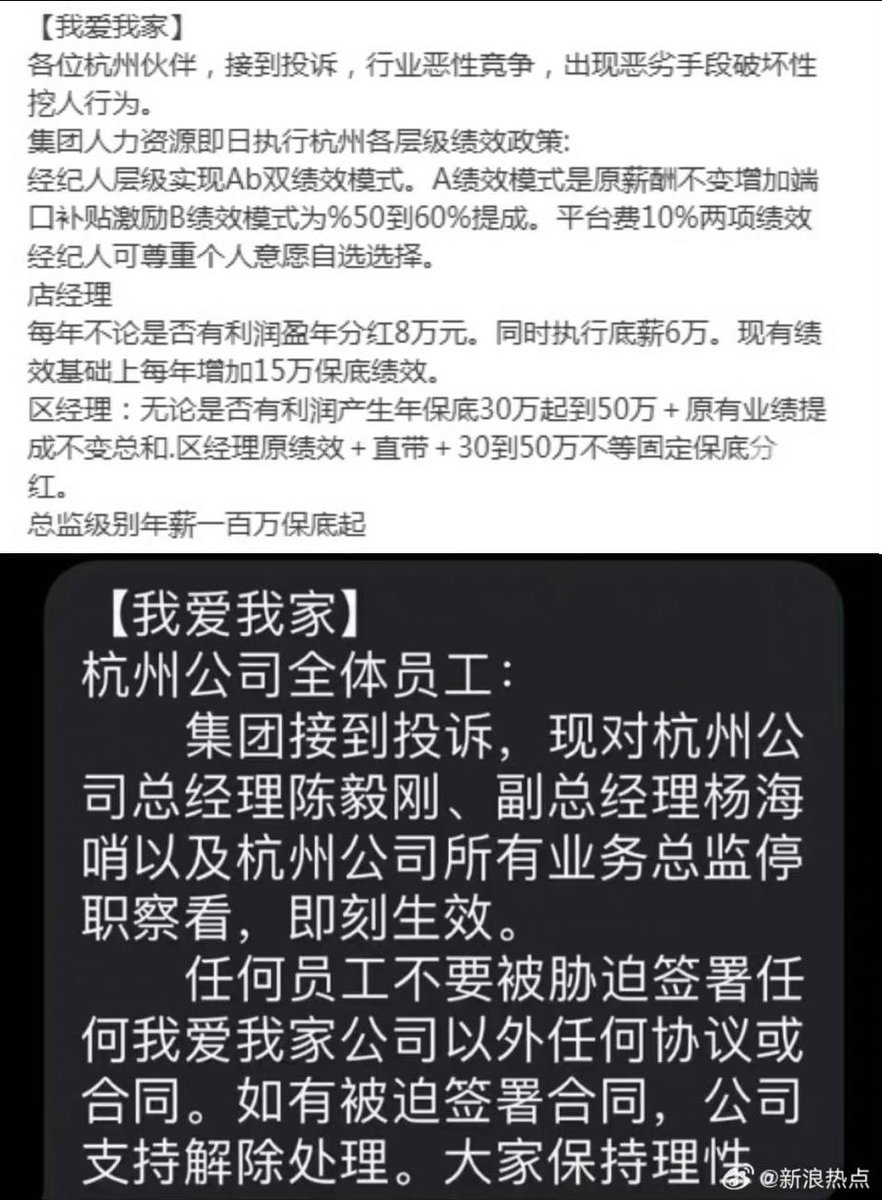 【我爱我家】
各位杭州伙伴，接到投诉，行业恶性竞争，出现恶劣手段破坏性
挖人行为。
集团人力资源即日执行杭州各层级绩效政策:
经纪人层级实现Ab双绩效模式。A绩效模式是原薪酬不变增加端
口补贴激励B绩效模式为%50到60%提成。平台费10%两项绩效
经纪人可尊重个人意愿自选选择。
店经理
每年不论是否有利润盈年分红8万元。同时执行底薪6万。现有绩
效基础上每年增加15万保底绩效。
区经理：无论是否有利润产生年保底30万起到50万＋原有业绩提
成不变总和.区经理原绩效＋直带＋30到50万不等固定保底分
红。
总监级别年薪一百万保底起
【我爱我家】
杭州公司全体员工：
集团接到投诉，现对杭州公
司总经理陈毅刚、副总经理杨海
哨以及杭州公司所有业务总监停
职察看，即刻生效。
任何员工不要被胁迫签署任
何我爱我家公司以外任何协议或
合同。如有被迫签署合同，公司
支持解除处理。大家保持理性
@新浪热点